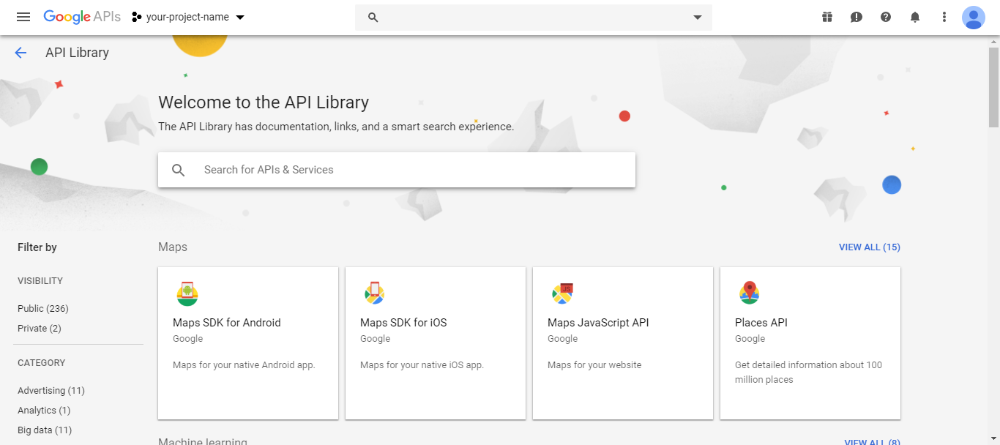 Google APIs
your-project-name
API Library
Welcome to the API Library
The API Library has documentation, links, and a smart search experience.
Search for APIs & Services
Filter by
VISIBILITY
Public (236)
Private (2)
CATEGORY
Advertising (11)
Analytics (1)
Big data (11)
Maps
VIEW ALL (15)
Maps SDK for Android
Google
Maps for your native Android app.
Maps SDK for iOS
Google
Maps for your native iOS app.
JS
Maps JavaScript API
Google
Maps for your website
Places API
Google
Get detailed information about 100
million places
Machine learning
VIEW ALL (8)